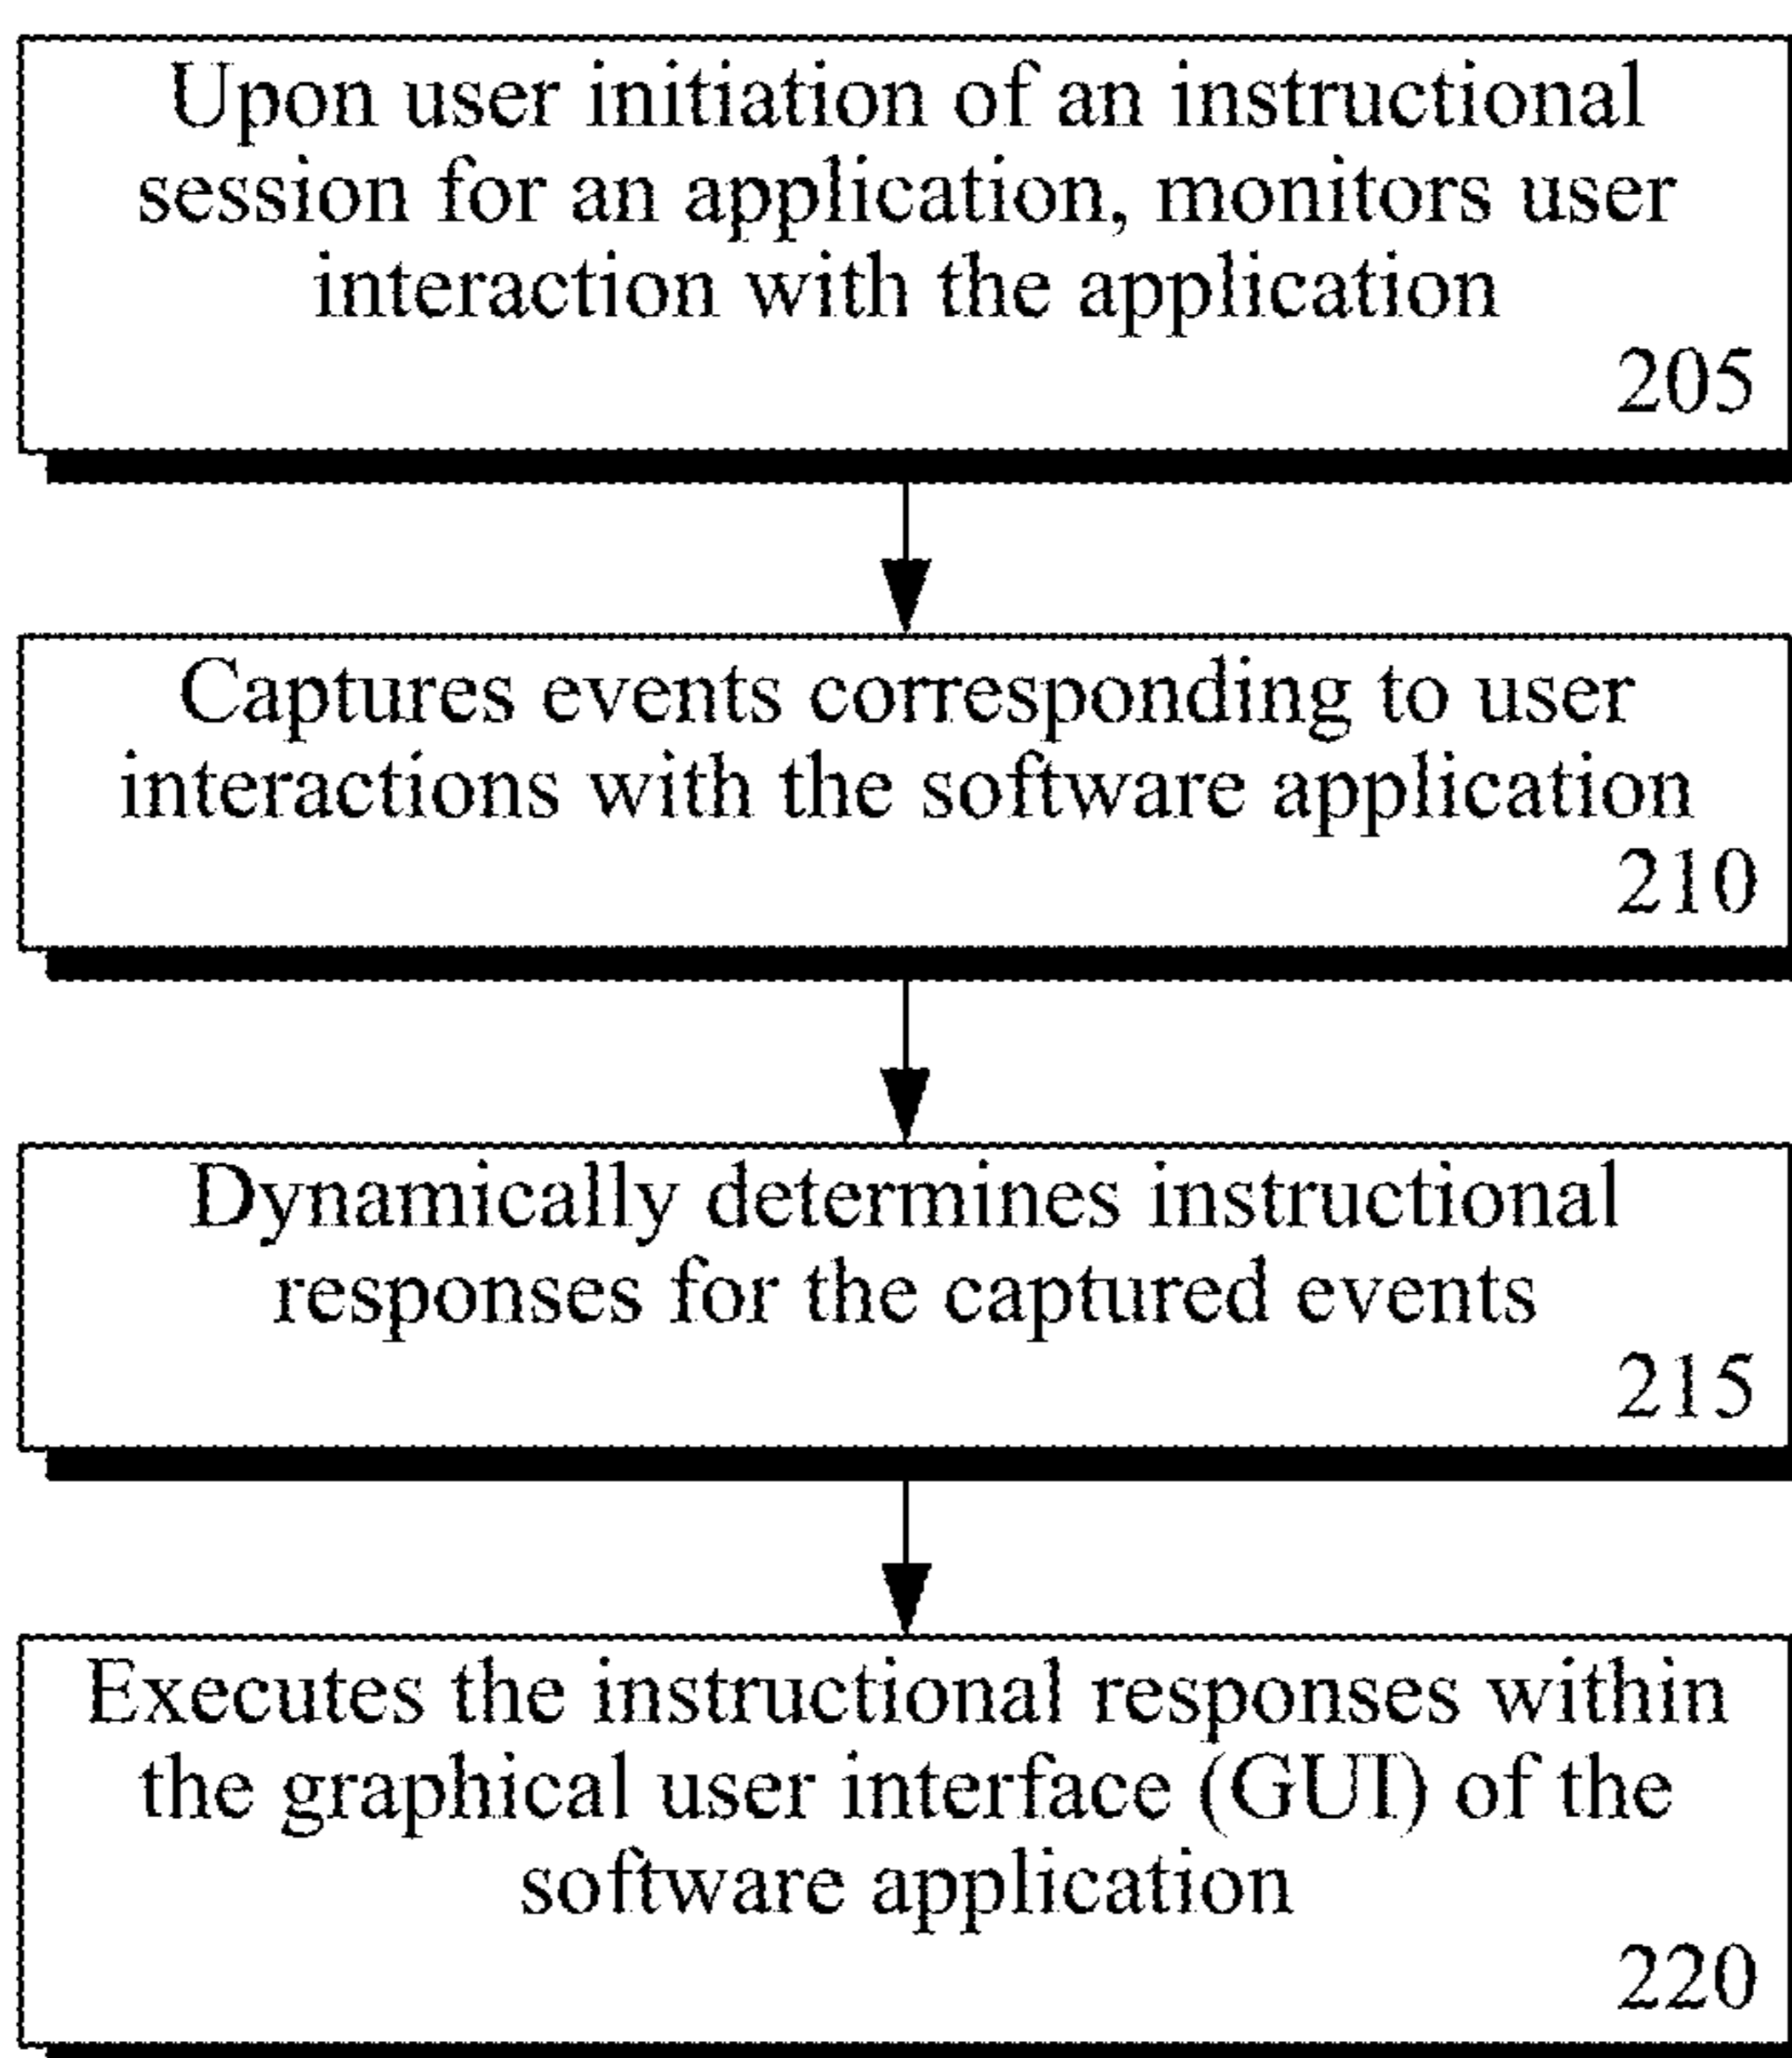 Upon user initiation of an instructional
session for an application, monitors user
interaction with the application
205
Captures events corresponding to user
interactions with the software application
210
Dynamically determines instructional
responses for the captured events
215
Executes the instructional responses within
the graphical user interface (GUI) of the
software application
220